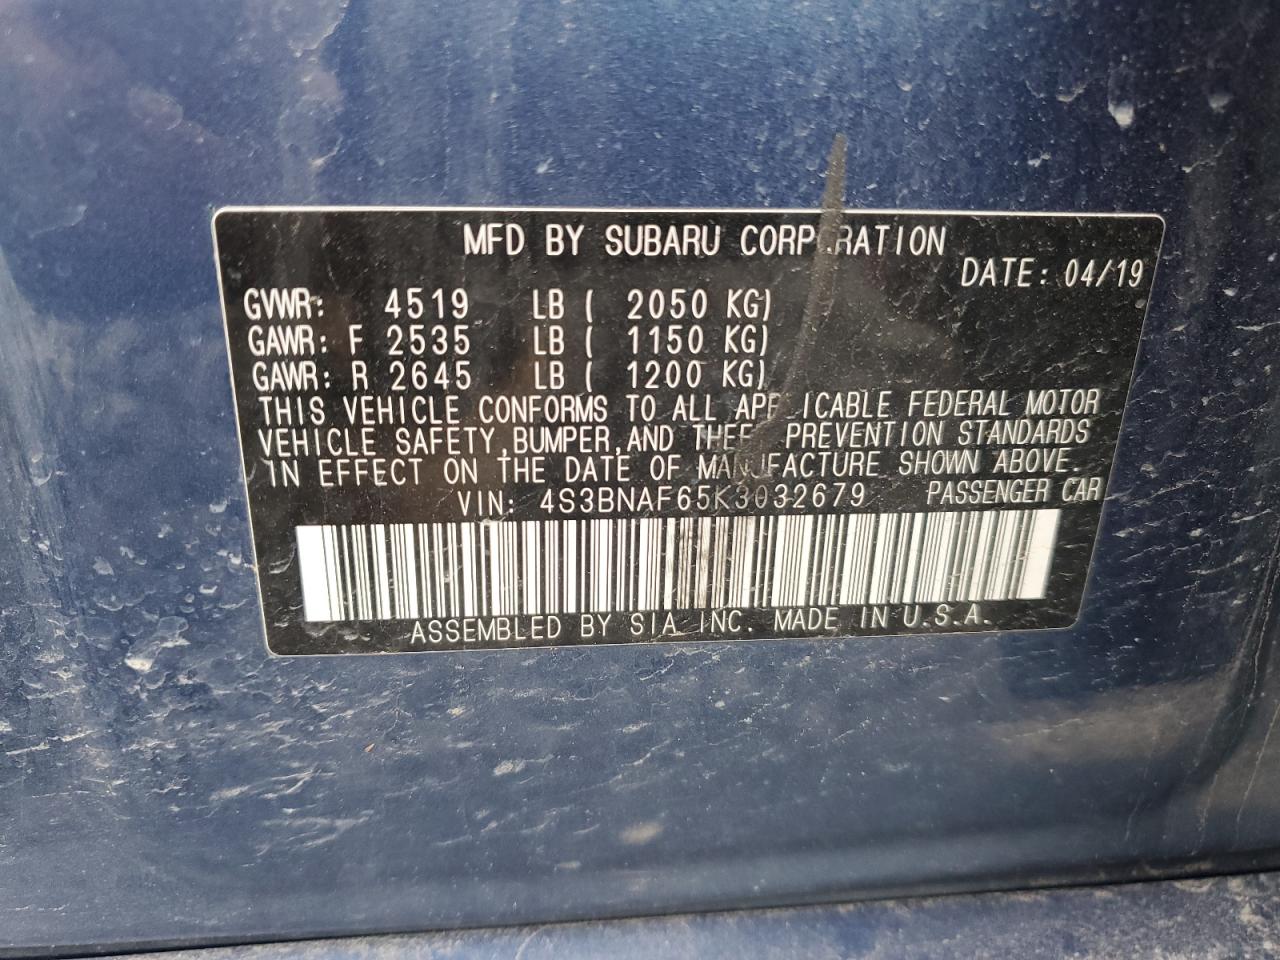 MFD BY SUBARU CORPORATION
DATE: 04/19
GVWR: 4519 LB ( 2050 KG)
GAWR: F 2535 LB ( 1150 KG)
GAWR: R 2645 LB ( 1200 KG)
THIS VEHICLE CONFORMS TO ALL APPLICABLE FEDERAL MOTOR
VEHICLE SAFETY, BUMPER, AND THEFT PREVENTION STANDARDS
IN EFFECT ON THE DATE OF MANUFACTURE SHOWN ABOVE.
VIN: 4S3BNAF65K3032679 PASSENGER CAR
ASSEMBLED BY SIA INC. MADE IN U.S.A.